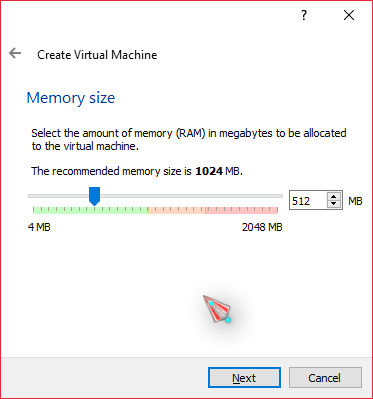 ?
Create Virtual Machine
Memory size
Select the amount of memory (RAM) in megabytes to be allocated
to the virtual machine.
The recommended memory size is 1024 MB.
512 MB
4 MB 2048 MB
Next Cancel